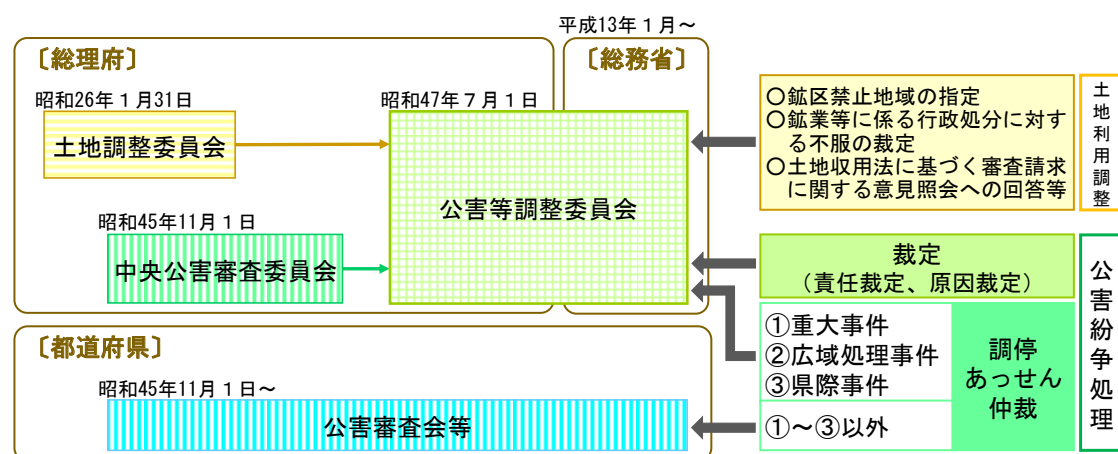 平成13年１月～
〔総理府〕
〔総務省〕
昭和26年１月31日
昭和47年７月１日
土地調整委員会
公害等調整委員会
昭和45年11月１日
中央公害審査委員会
〔都道府県〕
昭和45年11月１日～
公害審査会等
○鉱区禁止地域の指定
○鉱業等に係る行政処分に対す
る不服の裁定
○土地収用法に基づく審査請求
に関する意見照会への回答等
土地利用調整
裁定
（責任裁定、原因裁定）
①重大事件
②広域処理事件
③県際事件
①～③以外
調停
あっせん
仲裁
公害紛争処理